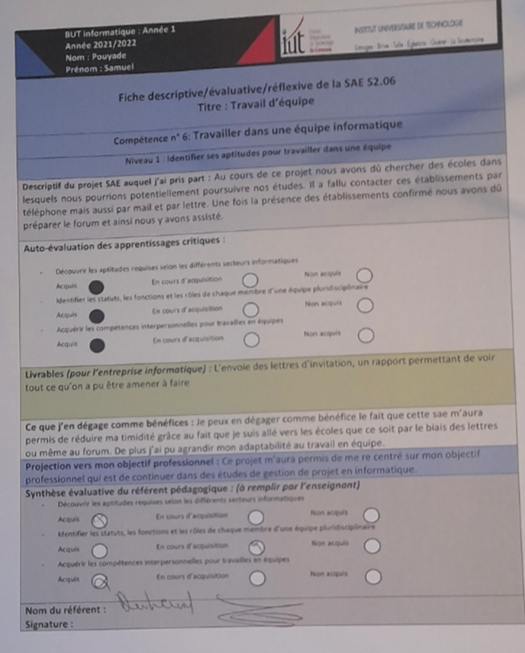 BUT informatique : Année 1
Année 2021/2022
Nom : Pouyade
Prénom : Samuel
iut
INSTITUT UNIVERSITAIRE DE TECHNOLOGIE
Fiche descriptive/évaluative/réflexive de la SAE S2.06
Titre : Travail d'équipe
Compétence n° 6: Travailler dans une équipe informatique
Niveau 1 : Identifier ses aptitudes pour travailler dans une équipe
Descriptif du projet SAE auquel j'ai pris part : Au cours de ce projet nous avons dû chercher des écoles dans
lesquels nous pourrions potentiellement poursuivre nos études. Il a fallu contacter ces établissements par
téléphone mais aussi par mail et par lettre. Une fois la présence des établissements confirmé nous avons dû
préparer le forum et ainsi nous y avons assisté.
Auto-évaluation des apprentissages critiques :
- Découvrir les aptitudes requises selon les différents secteurs informatiques
Acquis En cours d'acquisition Non acquis
- Identifier les statuts, les fonctions et les rôles de chaque membre d'une équipe pluridisciplinaire
Acquis En cours d'acquisition Non acquis
- Acquérir les compétences interpersonnelles pour travailler en équipes
Acquis En cours d'acquisition Non acquis
Livrables (pour l'entreprise informatique) : L'envoie des lettres d'invitation, un rapport permettant de voir
tout ce qu'on a pu être amener à faire
Ce que j'en dégage comme bénéfices : Je peux en dégager comme bénéfice le fait que cette sae m'aura
permis de réduire ma timidité grâce au fait que je suis allé vers les écoles que ce soit par le biais des lettres
ou même au forum. De plus j'ai pu agrandir mon adaptabilité au travail en équipe.
Projection vers mon objectif professionnel : Ce projet m'aura permis de me re centré sur mon objectif
professionnel qui est de continuer dans des études de gestion de projet en informatique.
Synthèse évaluative du référent pédagogique : (à remplir par l'enseignant)
- Découvrir les aptitudes requises selon les différents secteurs informatiques
Acquis En cours d'acquisition Non acquis
- Identifier les statuts, les fonctions et les rôles de chaque membre d'une équipe pluridisciplinaire
Acquis En cours d'acquisition Non acquis
- Acquérir les compétences interpersonnelles pour travailler en équipes
Acquis En cours d'acquisition Non acquis
Nom du référent :
Signature :